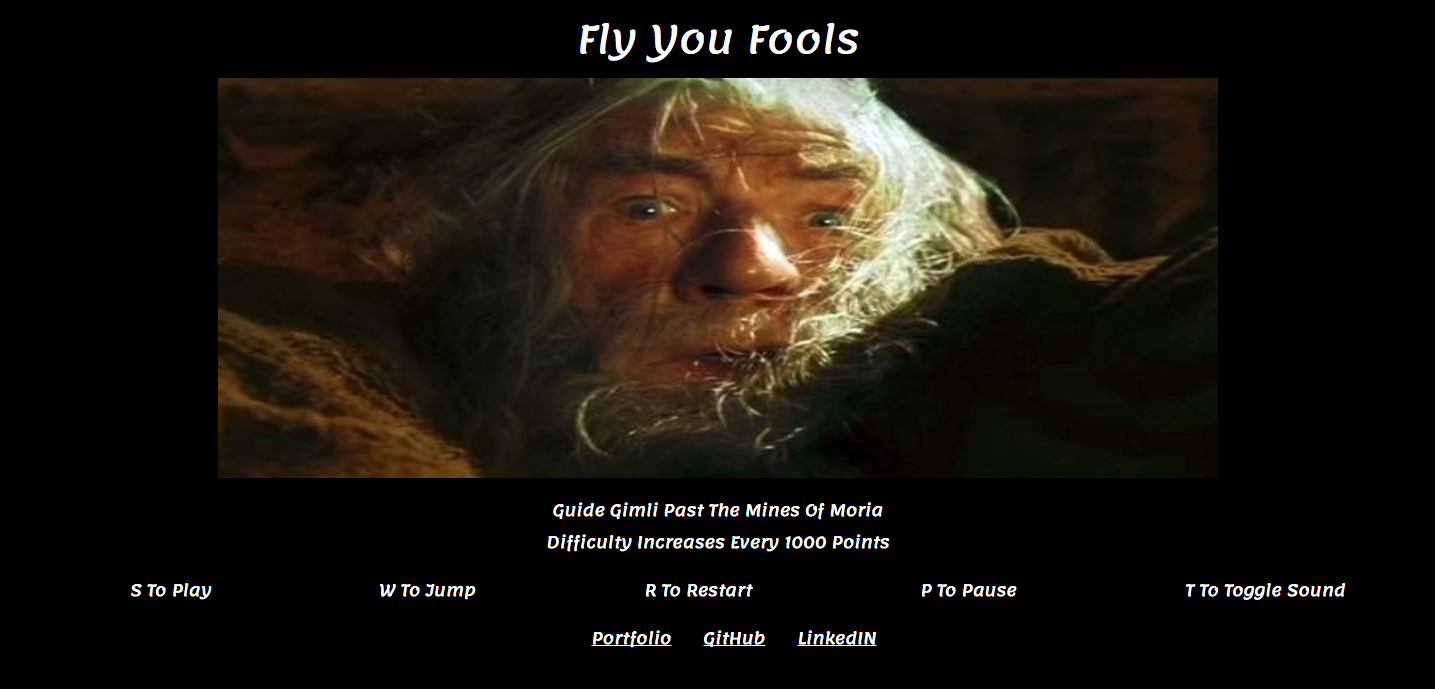 Fly You Fools
Guide Gimli Past The Mines Of Moria
Difficulty Increases Every 1000 Points
S To Play W To Jump R To Restart P To Pause T To Toggle Sound
Portfolio GitHub LinkedIN